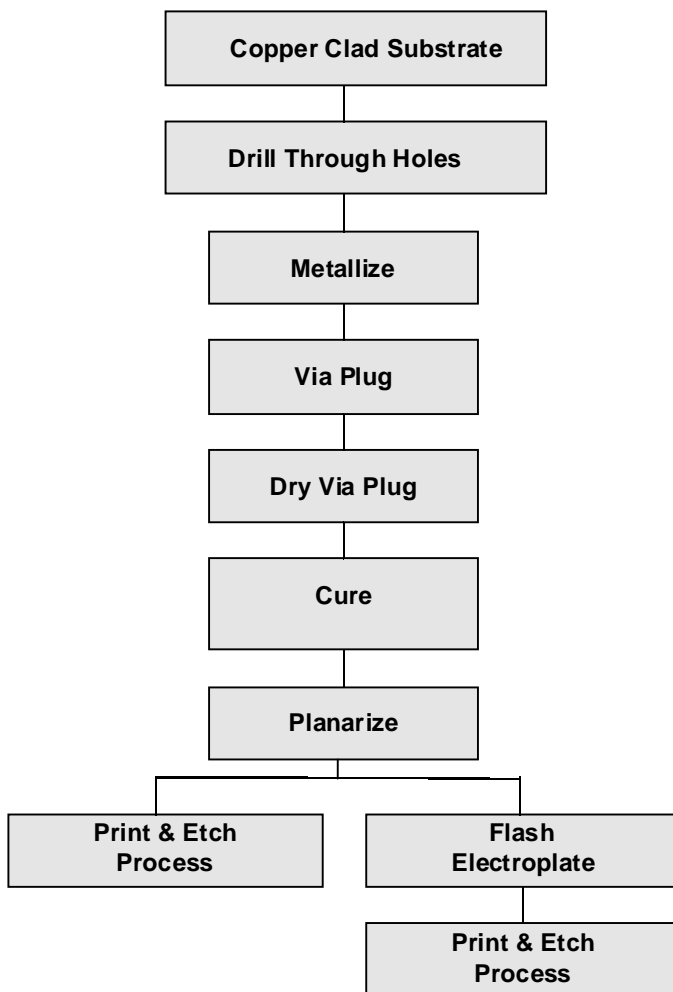 Copper Clad Substrate
Drill Through Holes
Metallize
Via Plug
Dry Via Plug
Cure
Planarize
Print & Etch
Process
Flash
Electroplate
Print & Etch
Process